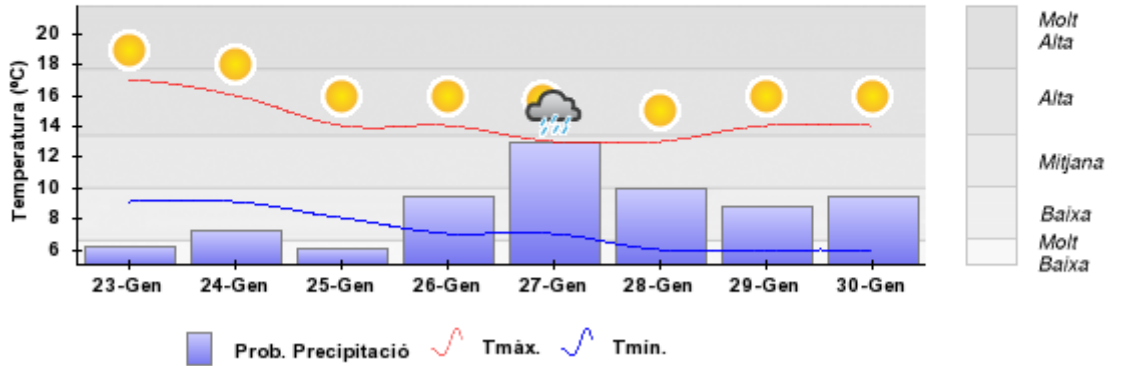 Temperatura (ºC)
20
18
16
14
12
10
8
6
23-Gen 24-Gen 25-Gen 26-Gen 27-Gen 28-Gen 29-Gen 30-Gen
Molt
Alta
Alta
Mitjana
Baixa
Molt
Baixa
Prob. Precipitació Tmàx. Tmin.